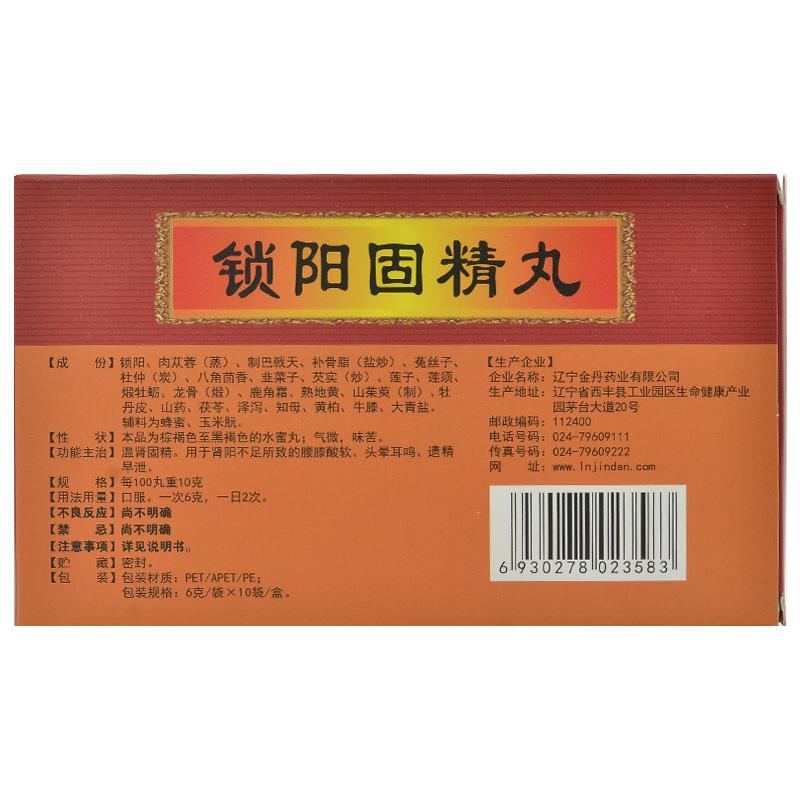 锁阳固精丸
【成　份】锁阳、肉苁蓉（蒸）、制巴戟天、补骨脂（盐炒）、菟丝子、
杜仲（炭）、八角茴香、韭菜子、芡实（炒）、莲子、莲须、
煅牡蛎、龙骨（煅）、鹿角霜、熟地黄、山茱萸（制）、牡
丹皮、山药、茯苓、泽泻、知母、黄柏、牛膝、大青盐。
辅料为蜂蜜、玉米朊。
【性　状】本品为棕褐色至黑褐色的水蜜丸；气微，味苦。
【功能主治】温肾固精。用于肾阳不足所致的腰膝酸软、头晕耳鸣、遗精
早泄。
【规　格】每100丸重10克
【用法用量】口服。一次6克，一日2次。
【不良反应】尚不明确
【禁　忌】尚不明确
【注意事项】详见说明书。
【贮　藏】密封。
【包　装】包装材质：PET/APET/PE；
包装规格：6克/袋×10袋/盒。
【生产企业】
企业名称：辽宁金丹药业有限公司
生产地址：辽宁省西丰县工业园区生命健康产业
园茅台大道20号
邮政编码：112400
电话号码：024-79609111
传真号码：024-79609222
网　址：www.lnjindan.com
6 930278 023583